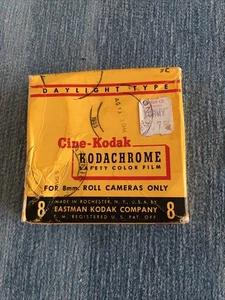 DAYLIGHT TYPE
Cine-Kodak
KODACHROME
SAFETY COLOR FILM
FOR 8mm. ROLL CAMERAS ONLY
8
MADE IN ROCHESTER, N. Y., U. S. A. BY
EASTMAN KODAK COMPANY
T. M. REGISTERED U. S. PAT. OFF.
8